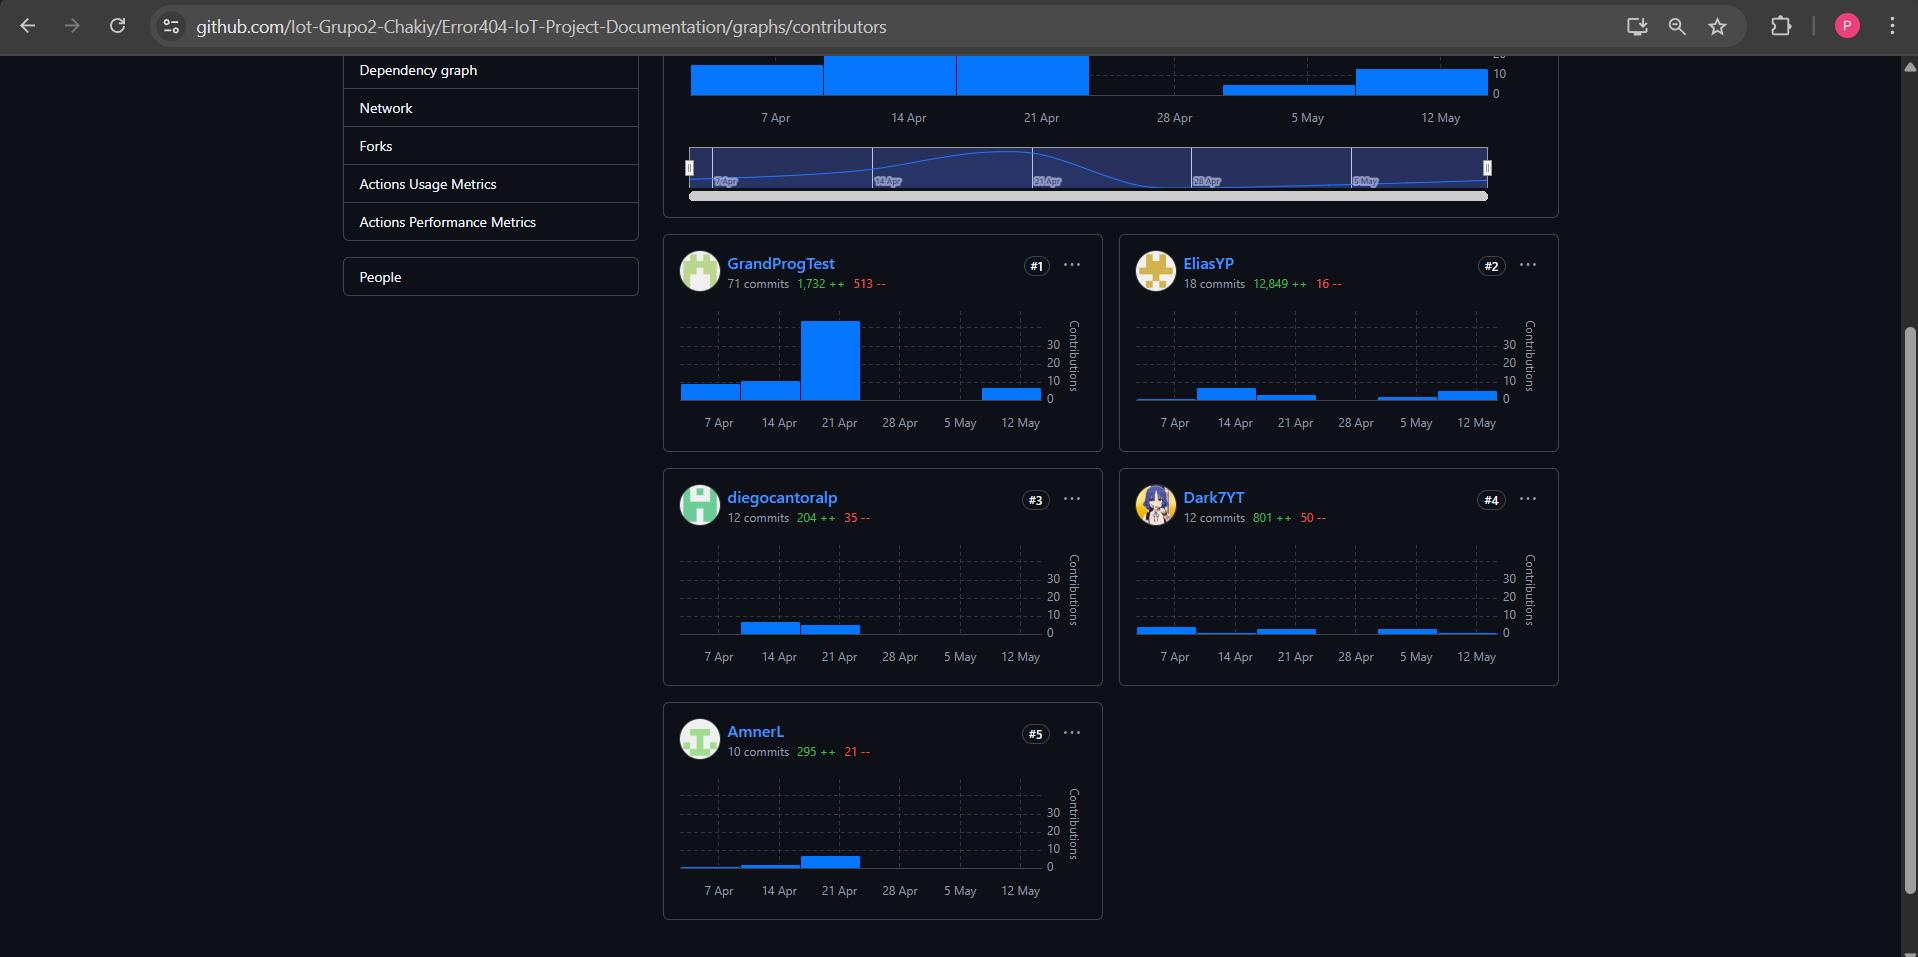 github.com/Iot-Grupo2-Chakiy/Error404-IoT-Project-Documentation/graphs/contributors
P
Dependency graph
Network
Forks
Actions Usage Metrics
Actions Performance Metrics
People
10
0
7 Apr 14 Apr 21 Apr 28 Apr 5 May 12 May
7 Apr 14 Apr 21 Apr 28 Apr 5 May
GrandProgTest #1
71 commits 1,732 ++ 513 --
Contributions
30
20
10
0
7 Apr 14 Apr 21 Apr 28 Apr 5 May 12 May
EliasYP #2
18 commits 12,849 ++ 16 --
Contributions
30
20
10
0
7 Apr 14 Apr 21 Apr 28 Apr 5 May 12 May
diegocantoralp #3
12 commits 204 ++ 35 --
Contributions
30
20
10
0
7 Apr 14 Apr 21 Apr 28 Apr 5 May 12 May
Dark7YT #4
12 commits 801 ++ 50 --
Contributions
30
20
10
0
7 Apr 14 Apr 21 Apr 28 Apr 5 May 12 May
AmnerL #5
10 commits 295 ++ 21 --
Contributions
30
20
10
0
7 Apr 14 Apr 21 Apr 28 Apr 5 May 12 May